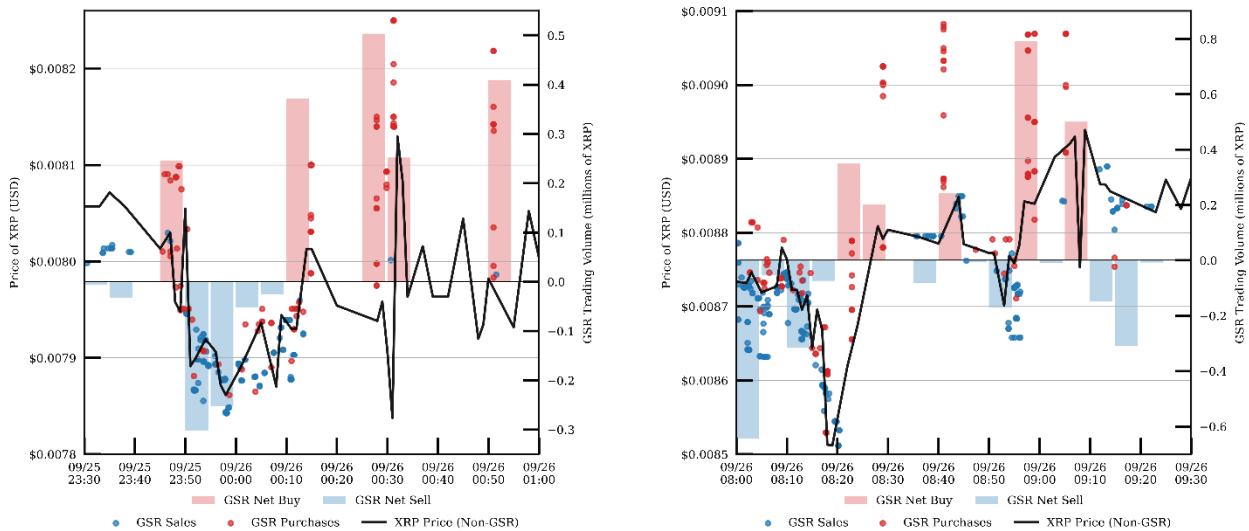 $0.0082
$0.0081
$0.0080
$0.0079
$0.0078
Price of XRP (USD)
0.5
0.4
0.3
0.2
0.1
0.0
−0.1
−0.2
−0.3
GSR Trading Volume (millions of XRP)
09/25 09/25 09/25 09/26 09/26 09/26 09/26 09/26 09/26 09/26
23:30 23:40 23:50 00:00 00:10 00:20 00:30 00:40 00:50 01:00
GSR Net Buy GSR Net Sell
GSR Sales GSR Purchases XRP Price (Non-GSR)
$0.0091
$0.0090
$0.0089
$0.0088
$0.0087
$0.0086
$0.0085
Price of XRP (USD)
0.8
0.6
0.4
0.2
0.0
−0.2
−0.4
−0.6
GSR Trading Volume (millions of XRP)
09/26 09/26 09/26 09/26 09/26 09/26 09/26 09/26 09/26 09/26
08:00 08:10 08:20 08:30 08:40 08:50 09:00 09:10 09:20 09:30
GSR Net Buy GSR Net Sell
GSR Sales GSR Purchases XRP Price (Non-GSR)